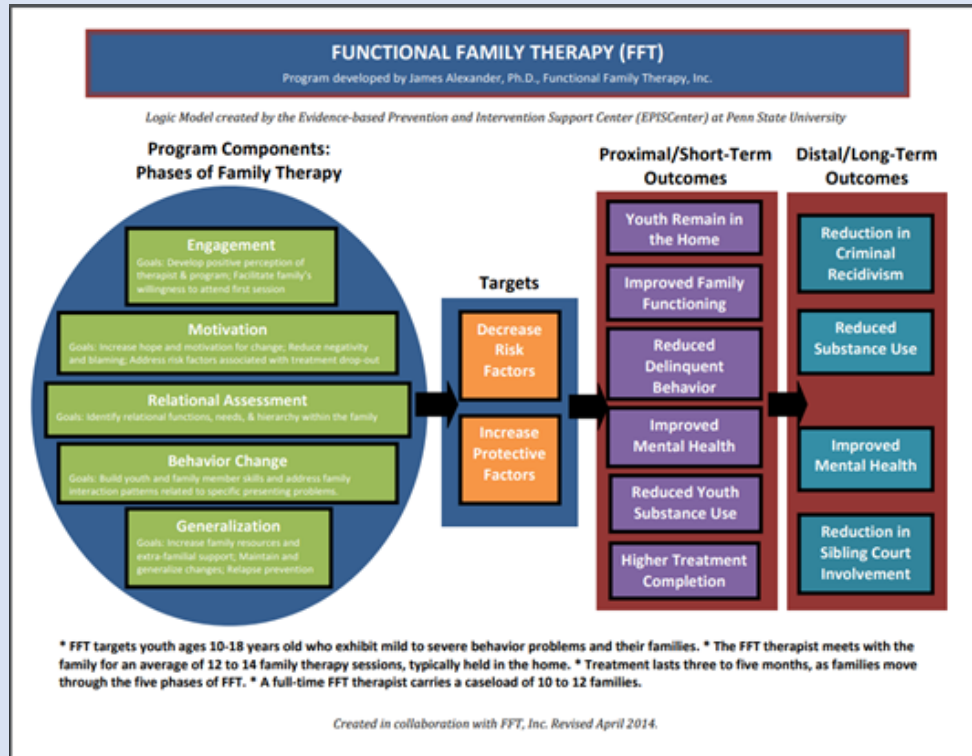 FUNCTIONAL FAMILY THERAPY (FFT)
Program developed by James Alexander, Ph.D., Functional Family Therapy, Inc.
Logic Model created by the Evidence-based Prevention and Intervention Support Center (EPISCenter) at Penn State University
Program Components:
Phases of Family Therapy
Engagement
Goals: Develop positive perception of
therapist & program; Facilitate family's
willingness to attend first session
Motivation
Goals: Increase hope and motivation for change; Reduce negativity
and blaming; Address risk factors associated with treatment drop-out
Relational Assessment
Goals: Identify relational functions, needs, & hierarchy within the family
Behavior Change
Goals: Build youth and family member skills and address family
interaction patterns related to specific presenting problems.
Generalization
Goals: Increase family resources and
extra-familial support; Maintain and
generalize changes; Relapse prevention
Targets
Decrease
Risk
Factors
Increase
Protective
Factors
Proximal/Short-Term
Outcomes
Youth Remain in
the Home
Improved Family
Functioning
Reduced
Delinquent
Behavior
Improved
Mental Health
Reduced Youth
Substance Use
Higher Treatment
Completion
Distal/Long-Term
Outcomes
Reduction in
Criminal
Recidivism
Reduced
Substance Use
Improved
Mental Health
Reduction in
Sibling Court
Involvement
* FFT targets youth ages 10-18 years old who exhibit mild to severe behavior problems and their families. * The FFT therapist meets with the
family for an average of 12 to 14 family therapy sessions, typically held in the home. * Treatment lasts three to five months, as families move
through the five phases of FFT. * A full-time FFT therapist carries a caseload of 10 to 12 families.
Created in collaboration with FFT, Inc. Revised April 2014.